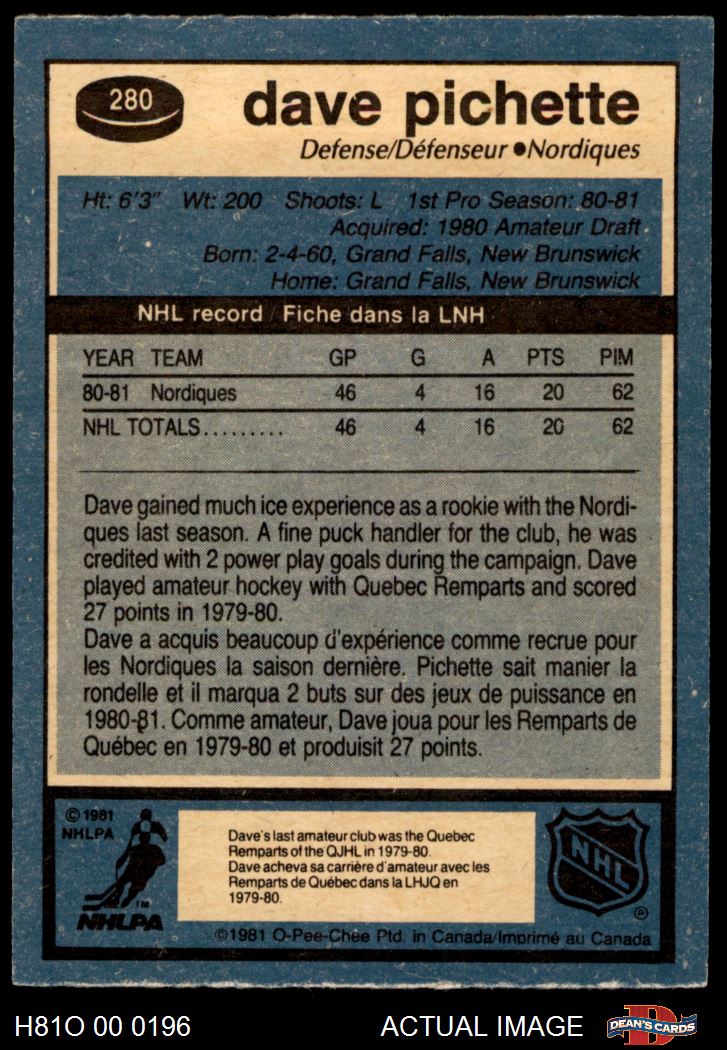 280
dave pichette
Defense/Défenseur ●Nordiques
Ht: 6'3" Wt: 200 Shoots: L 1st Pro Season: 80-81
Acquired: 1980 Amateur Draft
Born: 2-4-60, Grand Falls, New Brunswick
Home: Grand Falls, New Brunswick
NHL record / Fiche dans la LNH
YEAR TEAM GP G A PTS PIM
80-81 Nordiques 46 4 16 20 62
NHL TOTALS......... 46 4 16 20 62
Dave gained much ice experience as a rookie with the Nordi-
ques last season. A fine puck handler for the club, he was
credited with 2 power play goals during the campaign. Dave
played amateur hockey with Quebec Remparts and scored
27 points in 1979-80.
Dave a acquis beaucoup d'expérience comme recrue pour
les Nordiques la saison dernière. Pichette sait manier la
rondelle et il marqua 2 buts sur des jeux de puissance en
1980-81. Comme amateur, Dave joua pour les Remparts de
Québec en 1979-80 et produisit 27 points.
© 1981
NHLPA
TM
NHLPA
Dave's last amateur club was the Quebec
Remparts of the QJHL in 1979-80.
Dave acheva sa carrière d'amateur avec les
Remparts de Québec dans la LHJQ en
1979-80.
NHL
®
©1981 O-Pee-Chee Ptd. in Canada/Imprimé au Canada
H81O 00 0196
ACTUAL IMAGE
DEAN'S CARDS